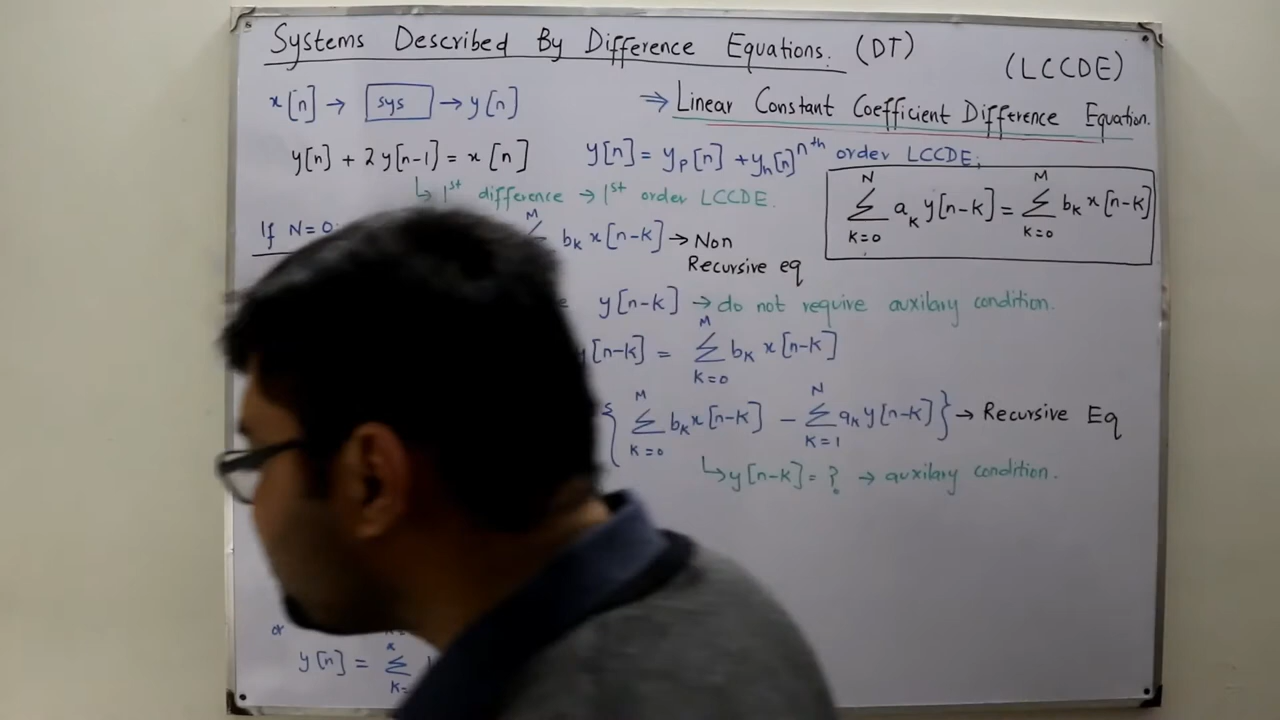 Systems Described By Difference Equations. (DT)
(LCCDE)
x[n] → sys → y[n]
⇒ Linear Constant Coefficient Difference Equation.
y[n] + 2y[n-1] = x[n]
y[n] = yp[n] + yh[n]
nth order LCCDE;
↳ 1st difference → 1st order LCCDE.
N Σ K=0 aK y[n-K] = M Σ K=0 bK x[n-K]
If N=0
M Σ bK x[n-K] → Non Recursive eq
y[n-K] → do not require auxilary condition.
y[n-K] = M Σ K=0 bK x[n-K]
{ M Σ K=0 bK x[n-K] - N Σ K=1 aK y[n-K] } → Recursive Eq
↳ y[n-K] = ? → auxilary condition.
or
y[n] = Σ K=